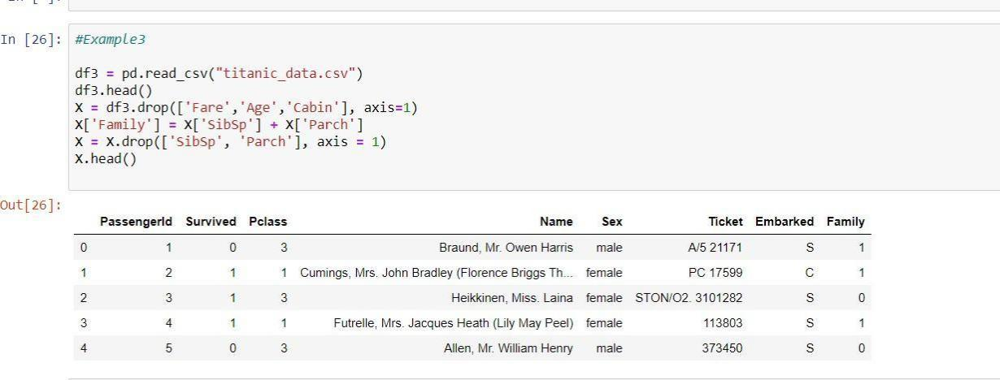 In [26]: #Example3
df3 = pd.read_csv("titanic_data.csv")
df3.head()
X = df3.drop(['Fare','Age','Cabin'], axis=1)
X['Family'] = X['SibSp'] + X['Parch']
X = X.drop(['SibSp', 'Parch'], axis = 1)
X.head()
Out[26]:
PassengerId Survived Pclass Name Sex Ticket Embarked Family
0 1 0 3 Braund, Mr. Owen Harris male A/5 21171 S 1
1 2 1 1 Cumings, Mrs. John Bradley (Florence Briggs Th... female PC 17599 C 1
2 3 1 3 Heikkinen, Miss. Laina female STON/O2. 3101282 S 0
3 4 1 1 Futrelle, Mrs. Jacques Heath (Lily May Peel) female 113803 S 1
4 5 0 3 Allen, Mr. William Henry male 373450 S 0